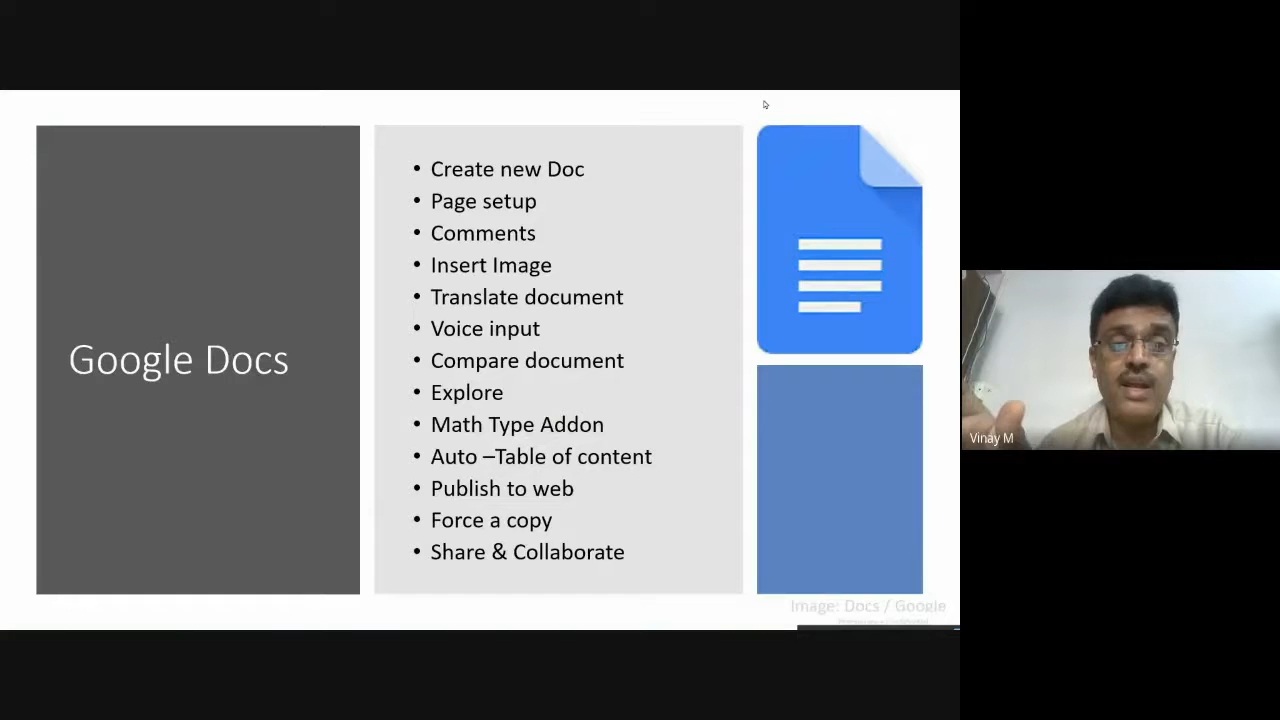 Google Docs
• Create new Doc
• Page setup
• Comments
• Insert Image
• Translate document
• Voice input
• Compare document
• Explore
• Math Type Addon
• Auto –Table of content
• Publish to web
• Force a copy
• Share & Collaborate
Image: Docs / Google
Vinay M